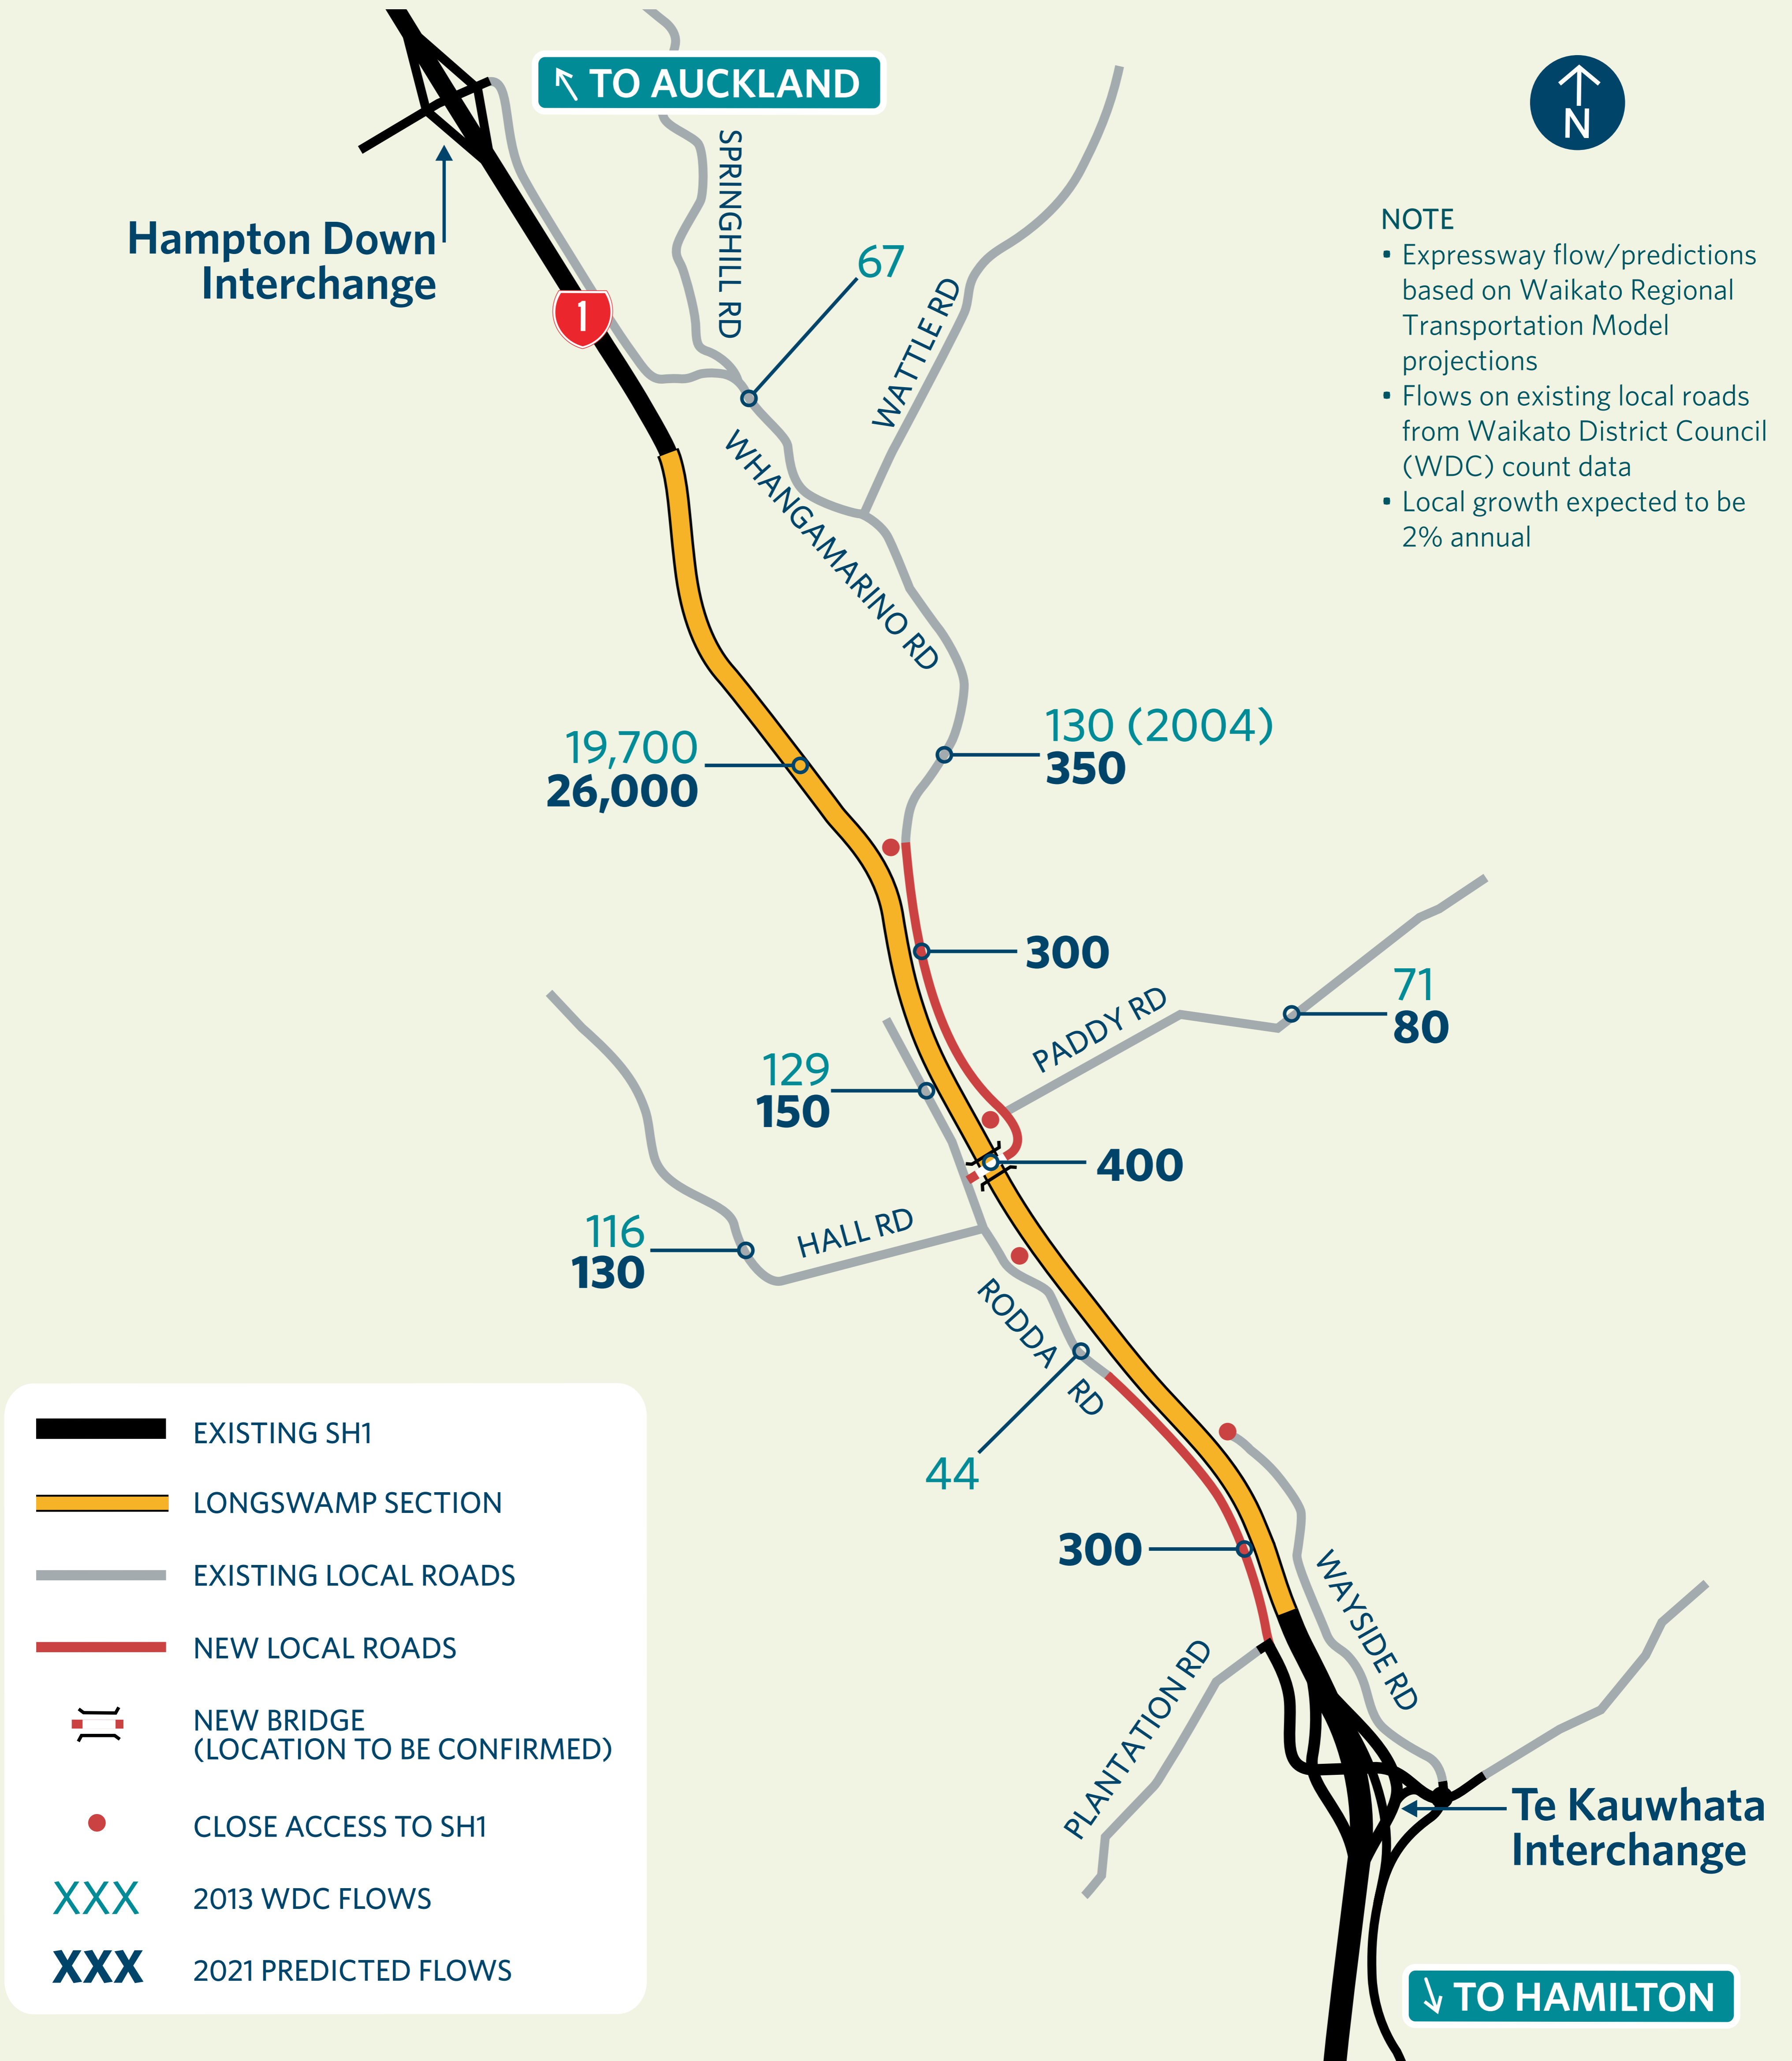 ↖ TO AUCKLAND
N
Hampton Down
Interchange
1
SPRINGHILL RD
67
WATTLE RD
WHANGAMARINO RD
NOTE
• Expressway flow/predictions
based on Waikato Regional
Transportation Model
projections
• Flows on existing local roads
from Waikato District Council
(WDC) count data
• Local growth expected to be
2% annual
19,700
26,000
130 (2004)
350
300
71
80
PADDY RD
129
150
400
116
130
HALL RD
RODDA RD
44
300
WAYSIDE RD
PLANTATION RD
Te Kauwhata
Interchange
EXISTING SH1
LONGSWAMP SECTION
EXISTING LOCAL ROADS
NEW LOCAL ROADS
NEW BRIDGE
(LOCATION TO BE CONFIRMED)
CLOSE ACCESS TO SH1
XXX 2013 WDC FLOWS
XXX 2021 PREDICTED FLOWS
↘ TO HAMILTON